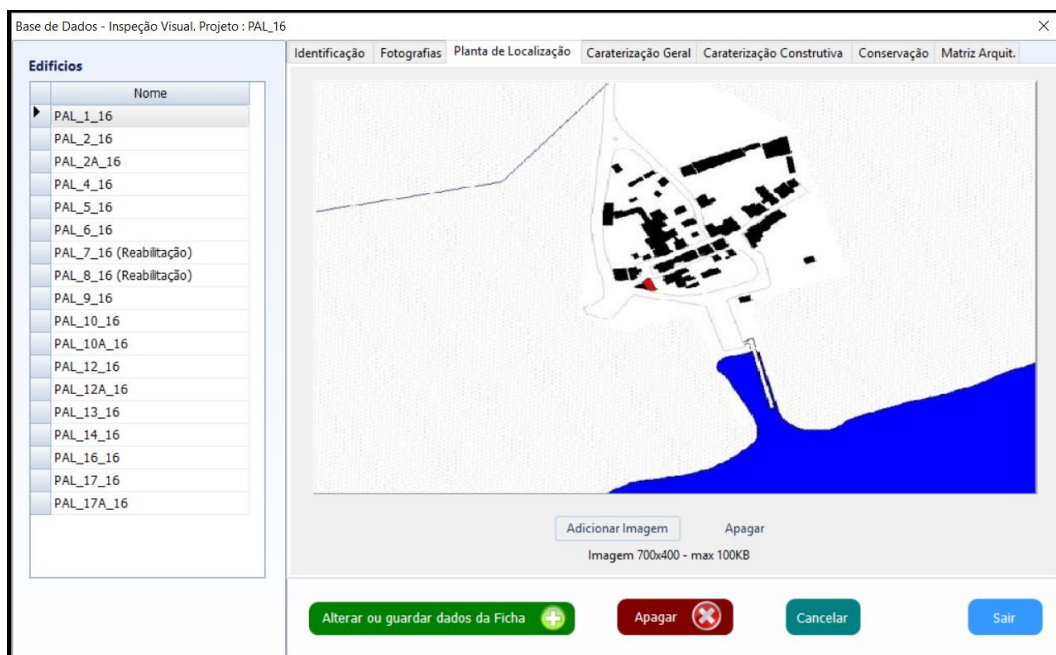 Base de Dados - Inspeção Visual. Projeto : PAL_16
Edifícios
Nome
PAL_1_16
PAL_2_16
PAL_2A_16
PAL_4_16
PAL_5_16
PAL_6_16
PAL_7_16 (Reabilitação)
PAL_8_16 (Reabilitação)
PAL_9_16
PAL_10_16
PAL_10A_16
PAL_12_16
PAL_12A_16
PAL_13_16
PAL_14_16
PAL_16_16
PAL_17_16
PAL_17A_16
Identificação Fotografias Planta de Localização Caraterização Geral Caraterização Construtiva Conservação Matriz Arquit.
Adicionar Imagem Apagar
Imagem 700x400 - max 100KB
Alterar ou guardar dados da Ficha Apagar Cancelar Sair